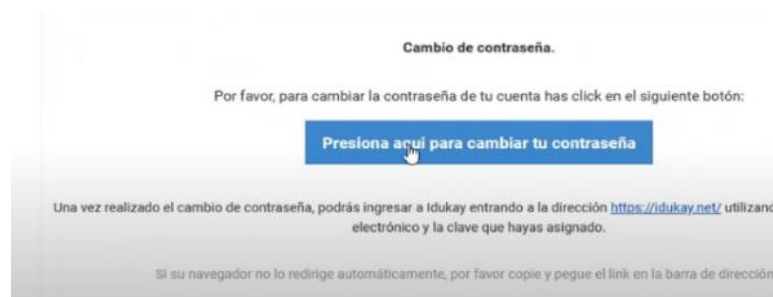 Cambio de contraseña.
Por favor, para cambiar la contraseña de tu cuenta has click en el siguiente botón:
Presiona aqui para cambiar tu contraseña
Una vez realizado el cambio de contraseña, podrás ingresar a Idukay entrando a la dirección https://idukay.net/ utilizand
electrónico y la clave que hayas asignado.
Si su navegador no lo redirige automáticamente, por favor copie y pegue el link en la barra de dirección